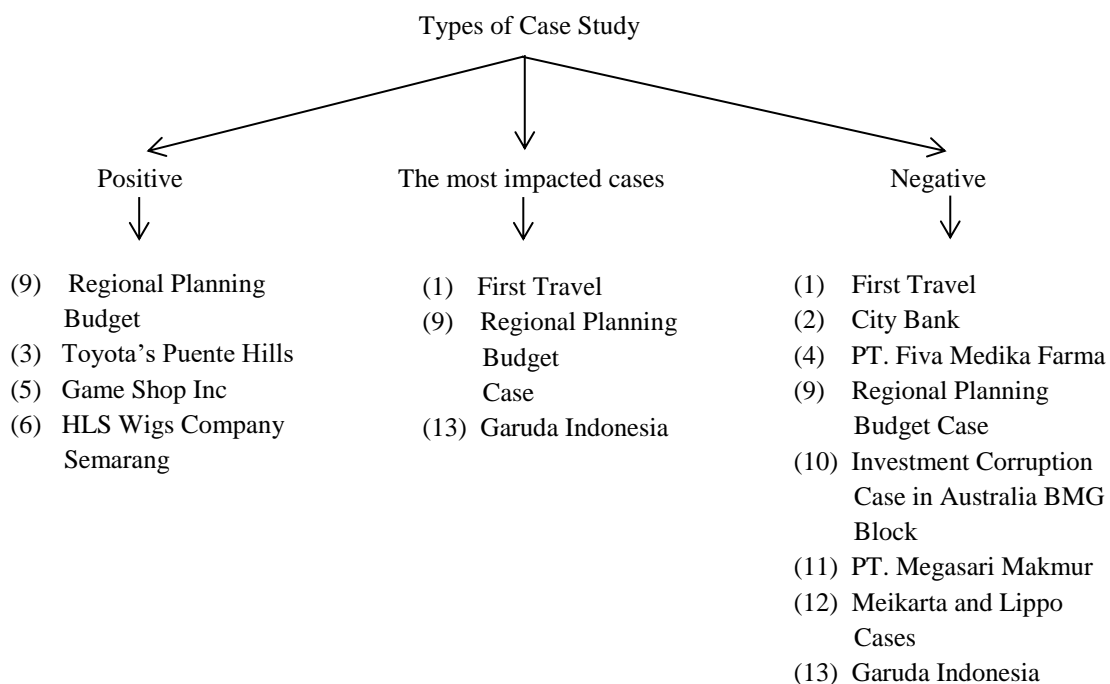 Types of Case Study
Positive
(9) Regional Planning
Budget
(3) Toyota’s Puente Hills
(5) Game Shop Inc
(6) HLS Wigs Company
Semarang
The most impacted cases
(1) First Travel
(9) Regional Planning
Budget
Case
(13) Garuda Indonesia
Negative
(1) First Travel
(2) City Bank
(4) PT. Fiva Medika Farma
(9) Regional Planning
Budget Case
(10) Investment Corruption
Case in Australia BMG
Block
(11) PT. Megasari Makmur
(12) Meikarta and Lippo
Cases
(13) Garuda Indonesia